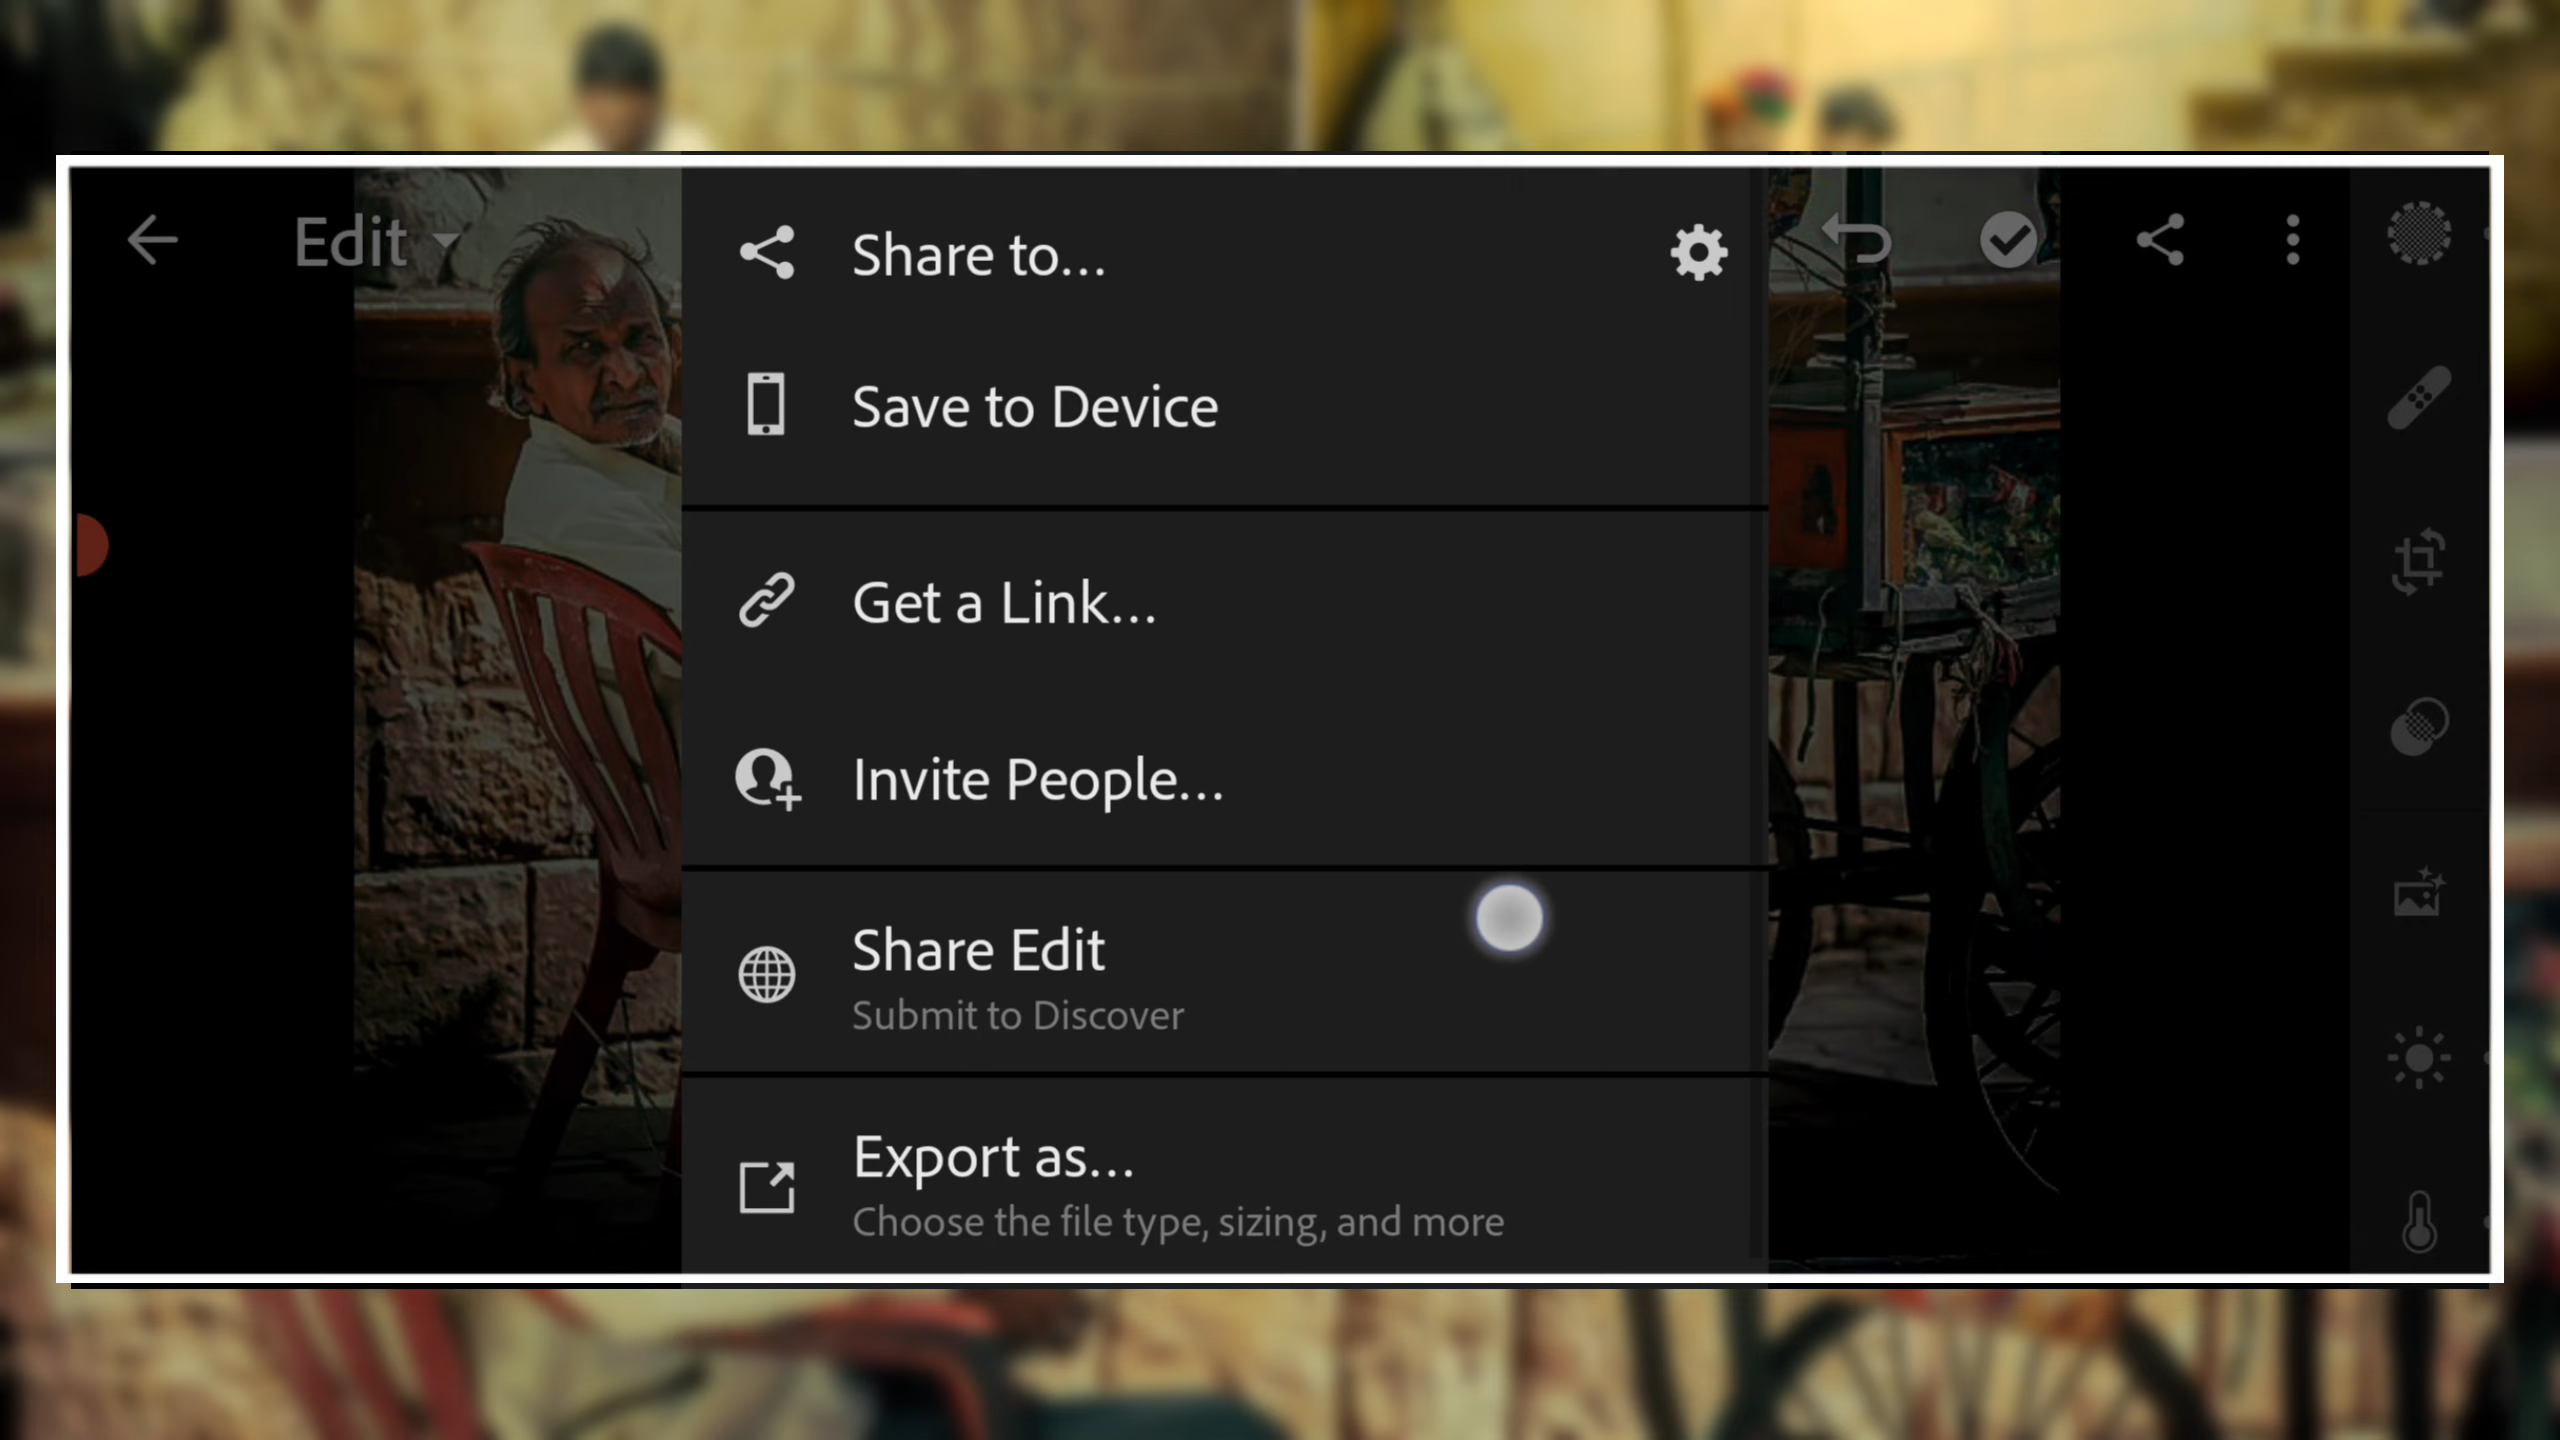 Edit
Share to...
Save to Device
Get a Link...
Invite People...
Share Edit
Submit to Discover
Export as...
Choose the file type, sizing, and more